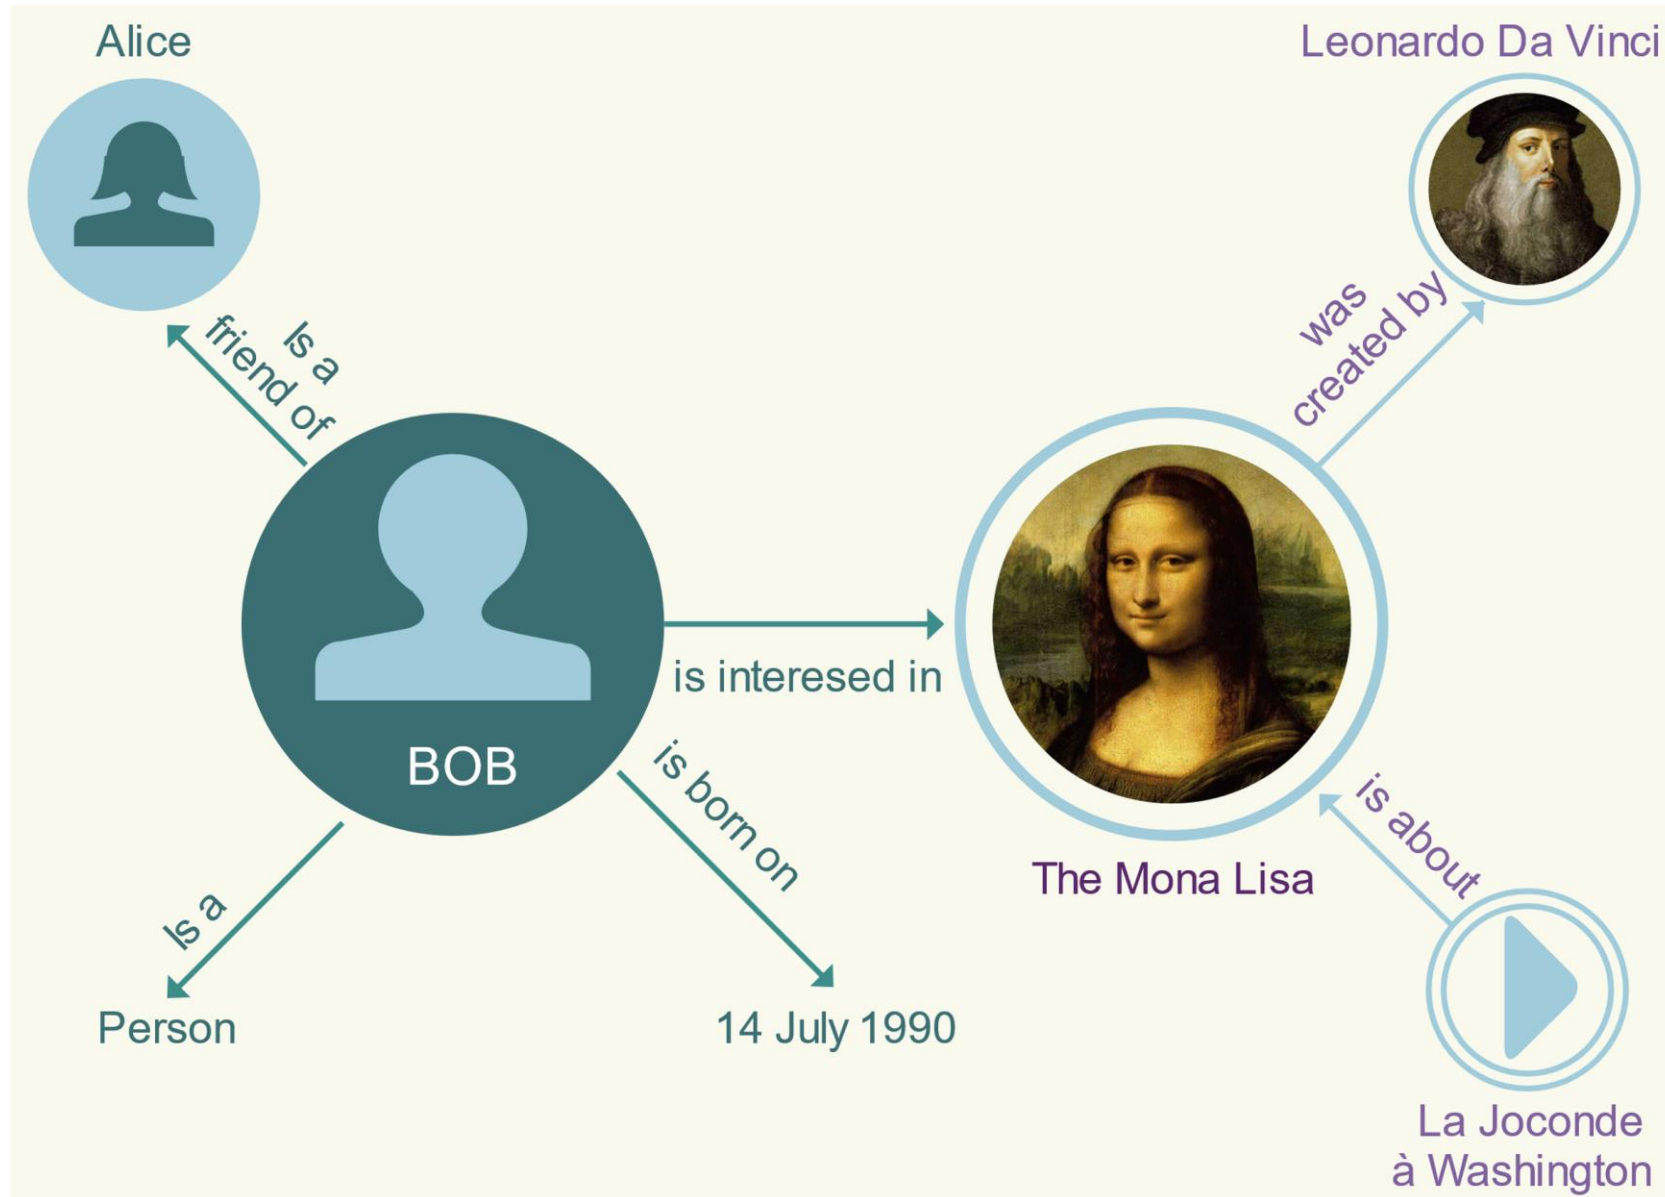 Alice
Leonardo Da Vinci
Is a
friend of
was
created by
is interesed in
BOB
is born on
is about
The Mona Lisa
Is a
Person
14 July 1990
La Joconde
à Washington